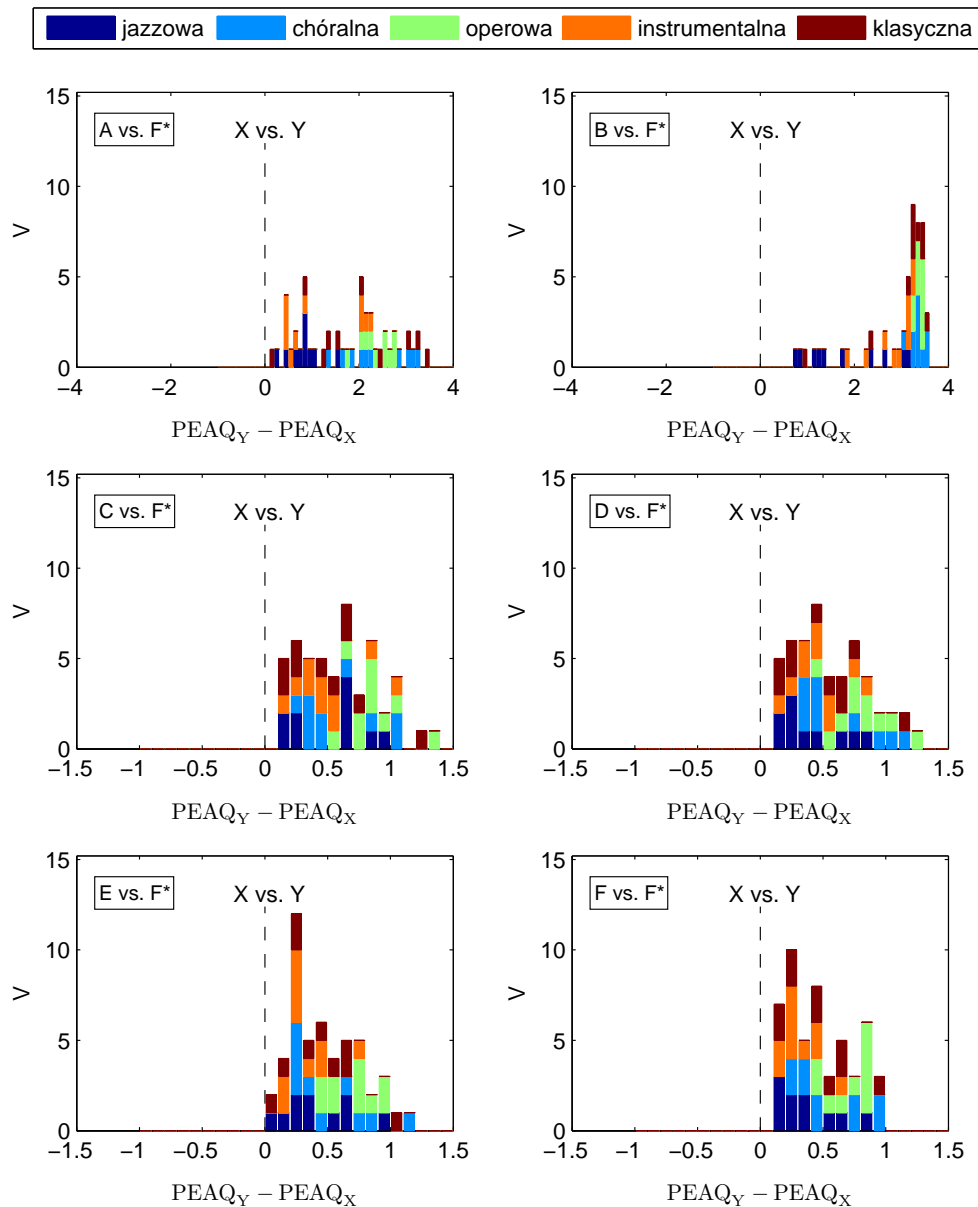 jazzowa chóralna operowa instrumentalna klasyczna
A vs. F* X vs. Y
15
10
5
0
V
−4 −2 0 2 4
PEAQY − PEAQX
B vs. F* X vs. Y
15
10
5
0
V
−4 −2 0 2 4
PEAQY − PEAQX
C vs. F* X vs. Y
15
10
5
0
V
−1.5 −1 −0.5 0 0.5 1 1.5
PEAQY − PEAQX
D vs. F* X vs. Y
15
10
5
0
V
−1.5 −1 −0.5 0 0.5 1 1.5
PEAQY − PEAQX
E vs. F* X vs. Y
15
10
5
0
V
−1.5 −1 −0.5 0 0.5 1 1.5
PEAQY − PEAQX
F vs. F* X vs. Y
15
10
5
0
V
−1.5 −1 −0.5 0 0.5 1 1.5
PEAQY − PEAQX